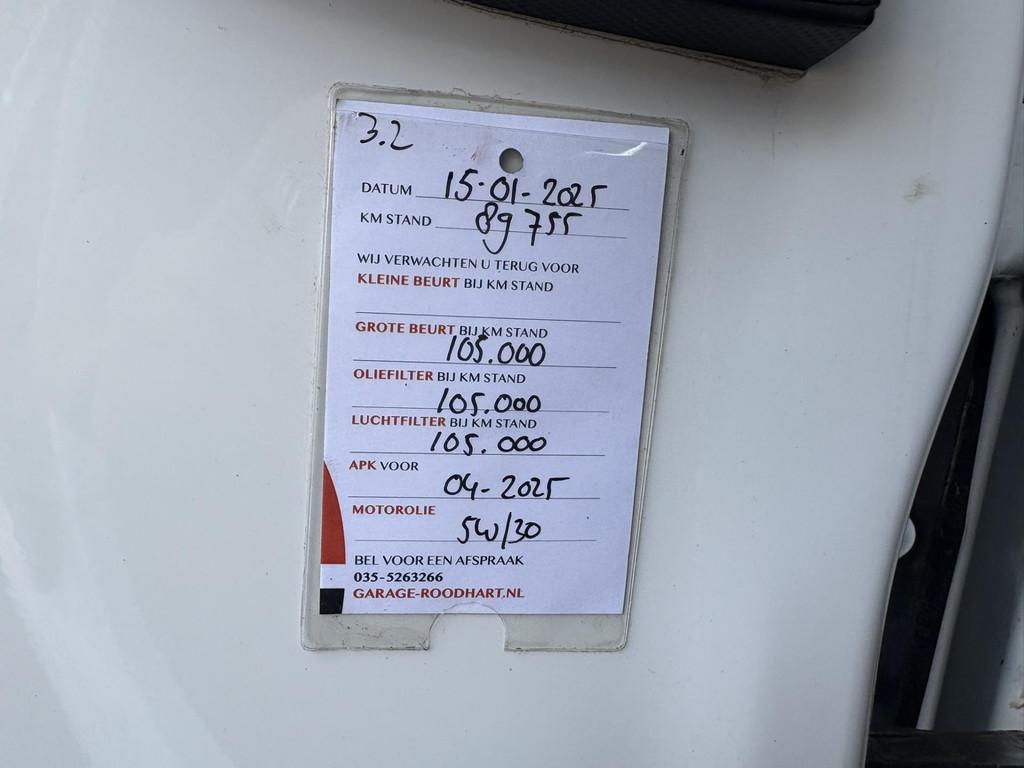 3.2
DATUM 15-01-2025
KM STAND 89 755
WIJ VERWACHTEN U TERUG VOOR
KLEINE BEURT BIJ KM STAND
GROTE BEURT BIJ KM STAND
105.000
OLIEFILTER BIJ KM STAND
105.000
LUCHTFILTER BIJ KM STAND
105.000
APK VOOR
04-2025
MOTOROLIE
5W/30
BEL VOOR EEN AFSPRAAK
035-5263266
GARAGE-ROODHART.NL